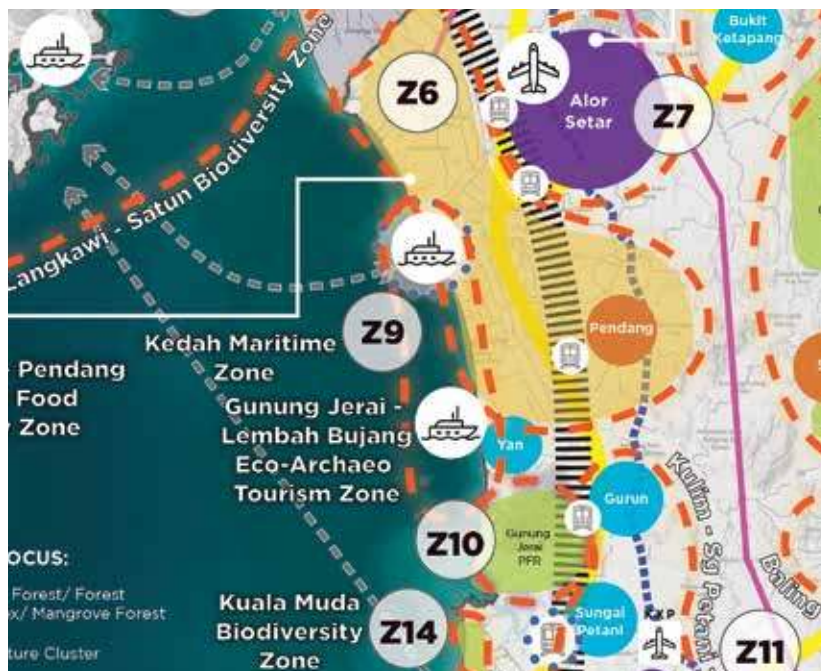 Bukit
Ketapang
Z6
Alor
Setar
Z7
Langkawi - Satun Biodiversity Zone
Z9
Kedah Maritime
Zone
Pendang
- Pendang
Food
Zone
Gunung Jerai -
Lembah Bujang
Eco-Archaeo
Tourism Zone
Yan
Gurun
Kulim - Sg Petani
Z10
Gunung
Jerai
PFR
Baling
OCUS:
Forest/ Forest
x/ Mangrove Forest
ture Cluster
Kuala Muda
Biodiversity
Zone
Z14
Sungai
Petani
KXP
Z11